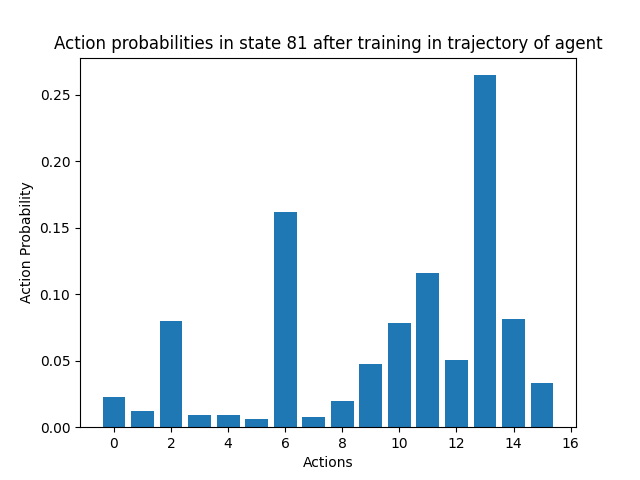 Action probabilities in state 81 after training in trajectory of agent
0.25
0.20
0.15
0.10
0.05
0.00
Action Probability
0 2 4 6 8 10 12 14 16
Actions